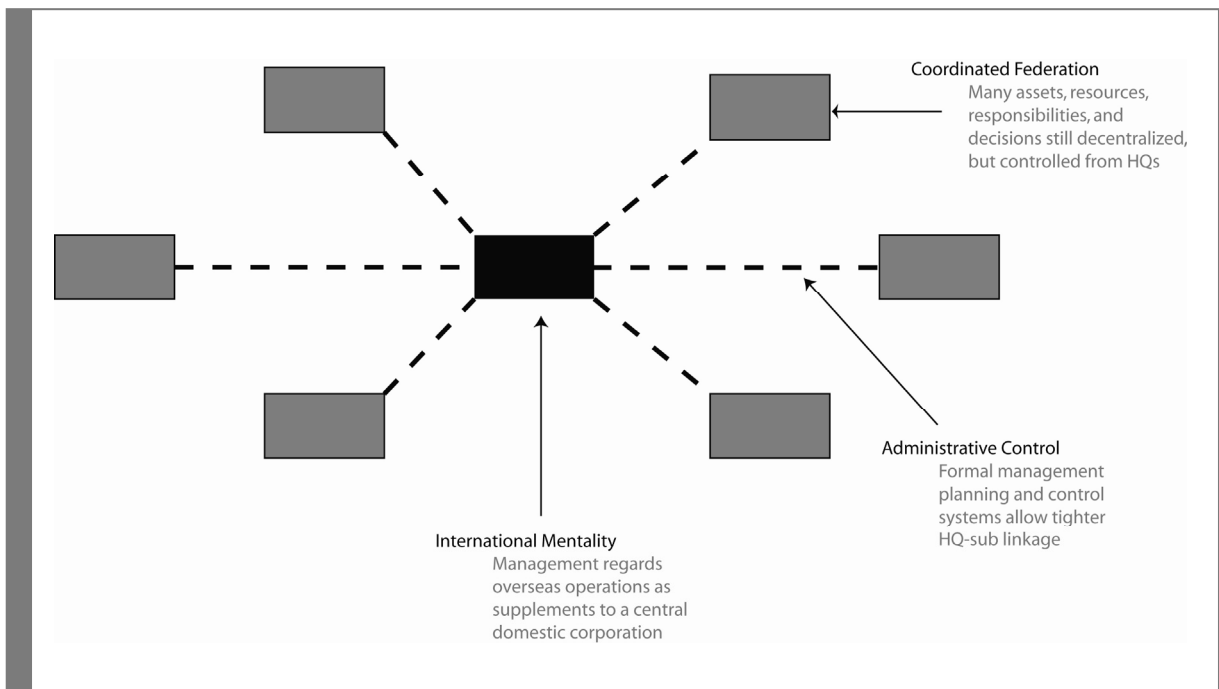 Coordinated Federation
Many assets, resources,
responsibilities, and
decisions still decentralized,
but controlled from HQs
Administrative Control
Formal management
planning and control
systems allow tighter
HQ-sub linkage
International Mentality
Management regards
overseas operations as
supplements to a central
domestic corporation